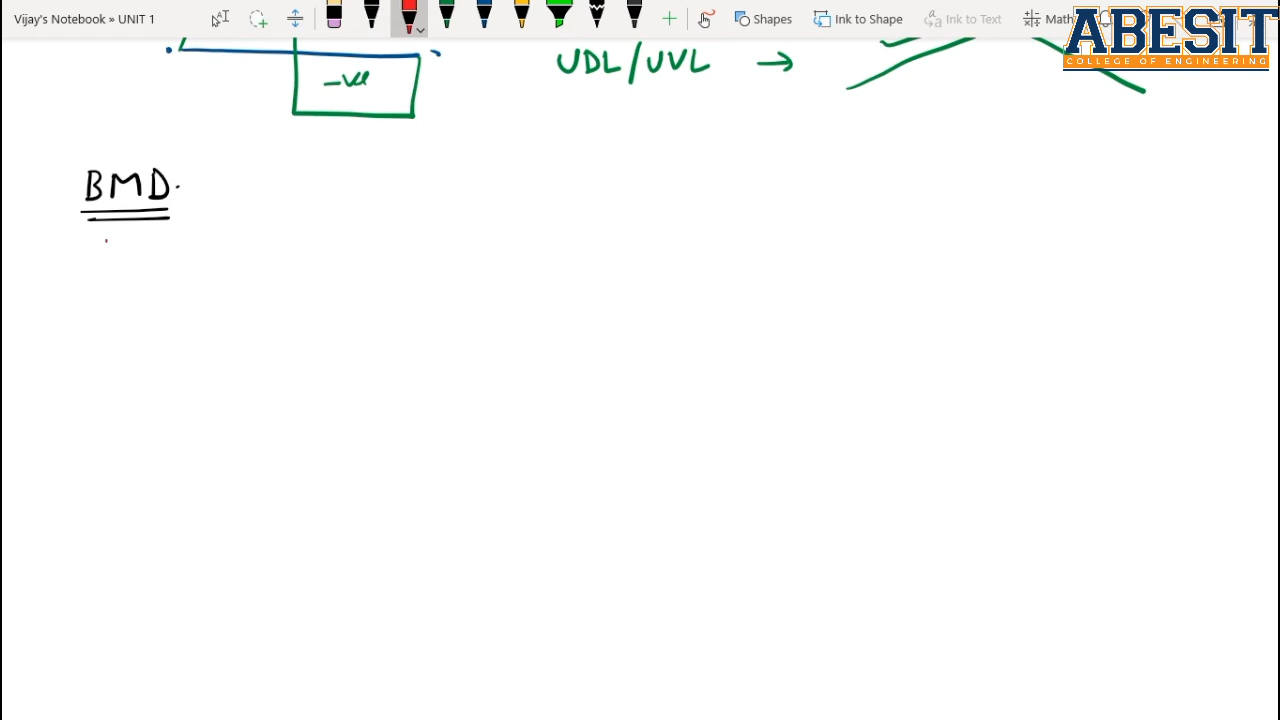 Vijay's Notebook » UNIT 1
Shapes
Ink to Shape
Ink to Text
Math
ABESIT
COLLEGE OF ENGINEERING
-ve
UDL/UVL →
BMD.